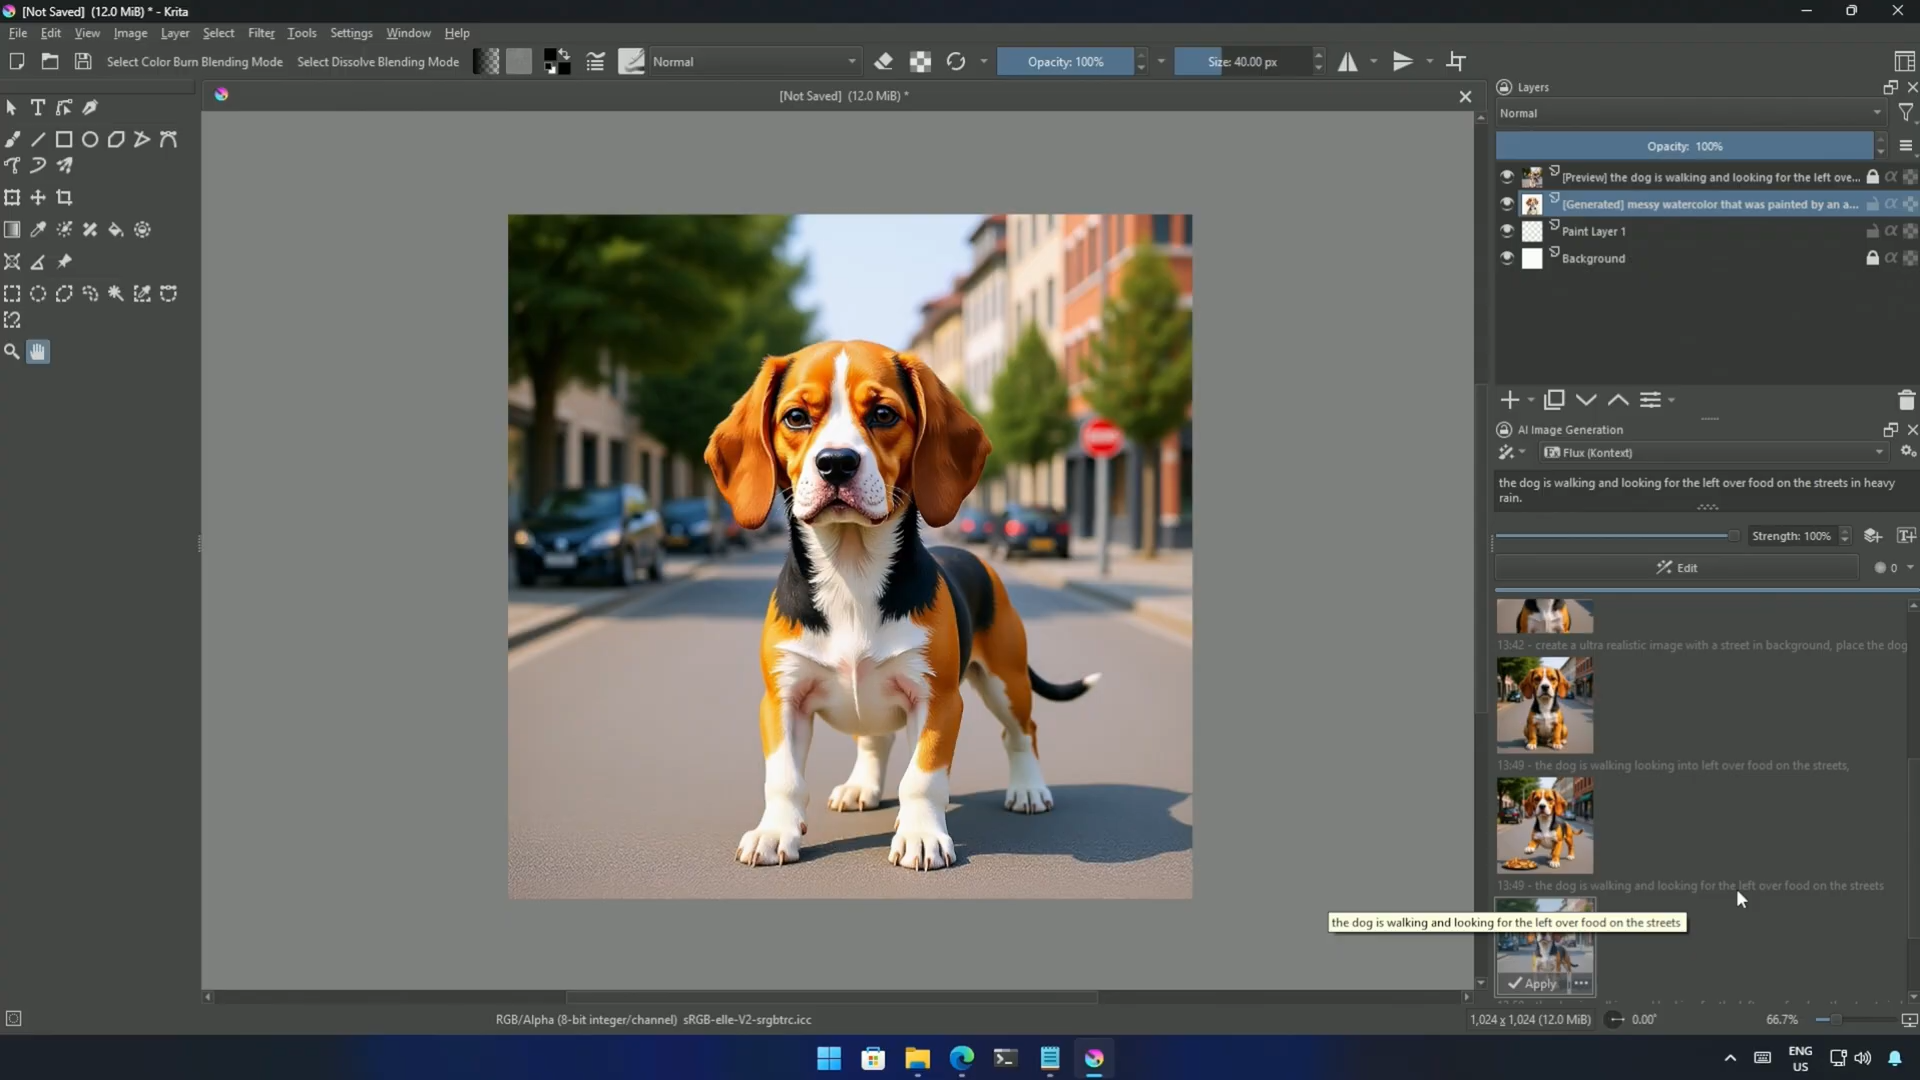 [Not Saved] (12.0 MiB) * - Krita
File Edit View Image Layer Select Filter Tools Settings Window Help
Select Color Burn Blending Mode Select Dissolve Blending Mode Normal Opacity: 100% Size: 40.00 px
[Not Saved] (12.0 MiB) *
Layers
Normal
Opacity: 100%
[Preview] the dog is walking and looking for the left ove...
[Generated] messy watercolor that was painted by an a...
Paint Layer 1
Background
AI Image Generation
Flux (Kontext)
the dog is walking and looking for the left over food on the streets in heavy
rain.
Strength: 100%
Edit 0
13:42 - create a ultra realistic image with a street in background, place the dog
13:49 - the dog is walking looking into left over food on the streets,
13:49 - the dog is walking and looking for the left over food on the streets
the dog is walking and looking for the left over food on the streets
Apply
RGB/Alpha (8-bit integer/channel) sRGB-elle-V2-srgbtrc.icc
1,024 x 1,024 (12.0 MiB) 0.00° 66.7%
ENG
US